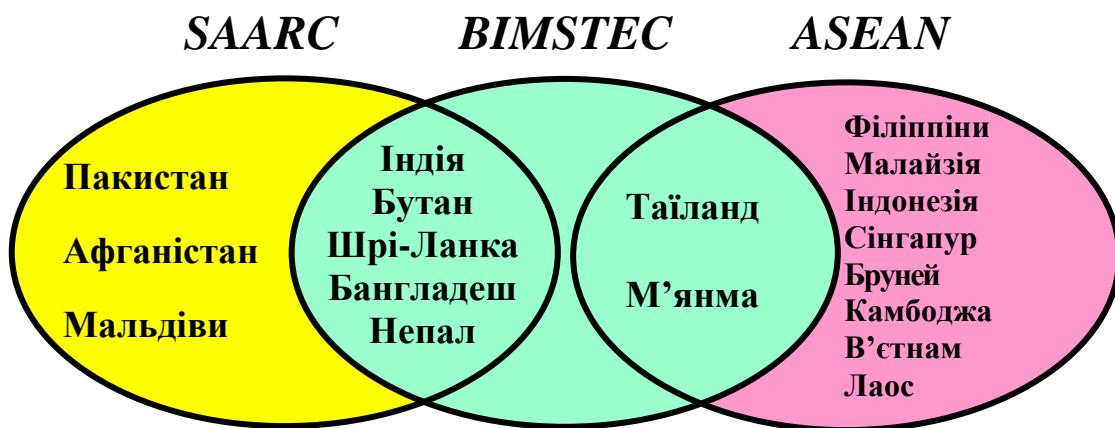 SAARC BIMSTEC ASEAN
Пакистан
Афганістан
Мальдіви
Індія
Бутан
Шрі-Ланка
Бангладеш
Непал
Таїланд
М’янма
Філіппіни
Малайзія
Індонезія
Сінгапур
Бруней
Камбоджа
В’єтнам
Лаос